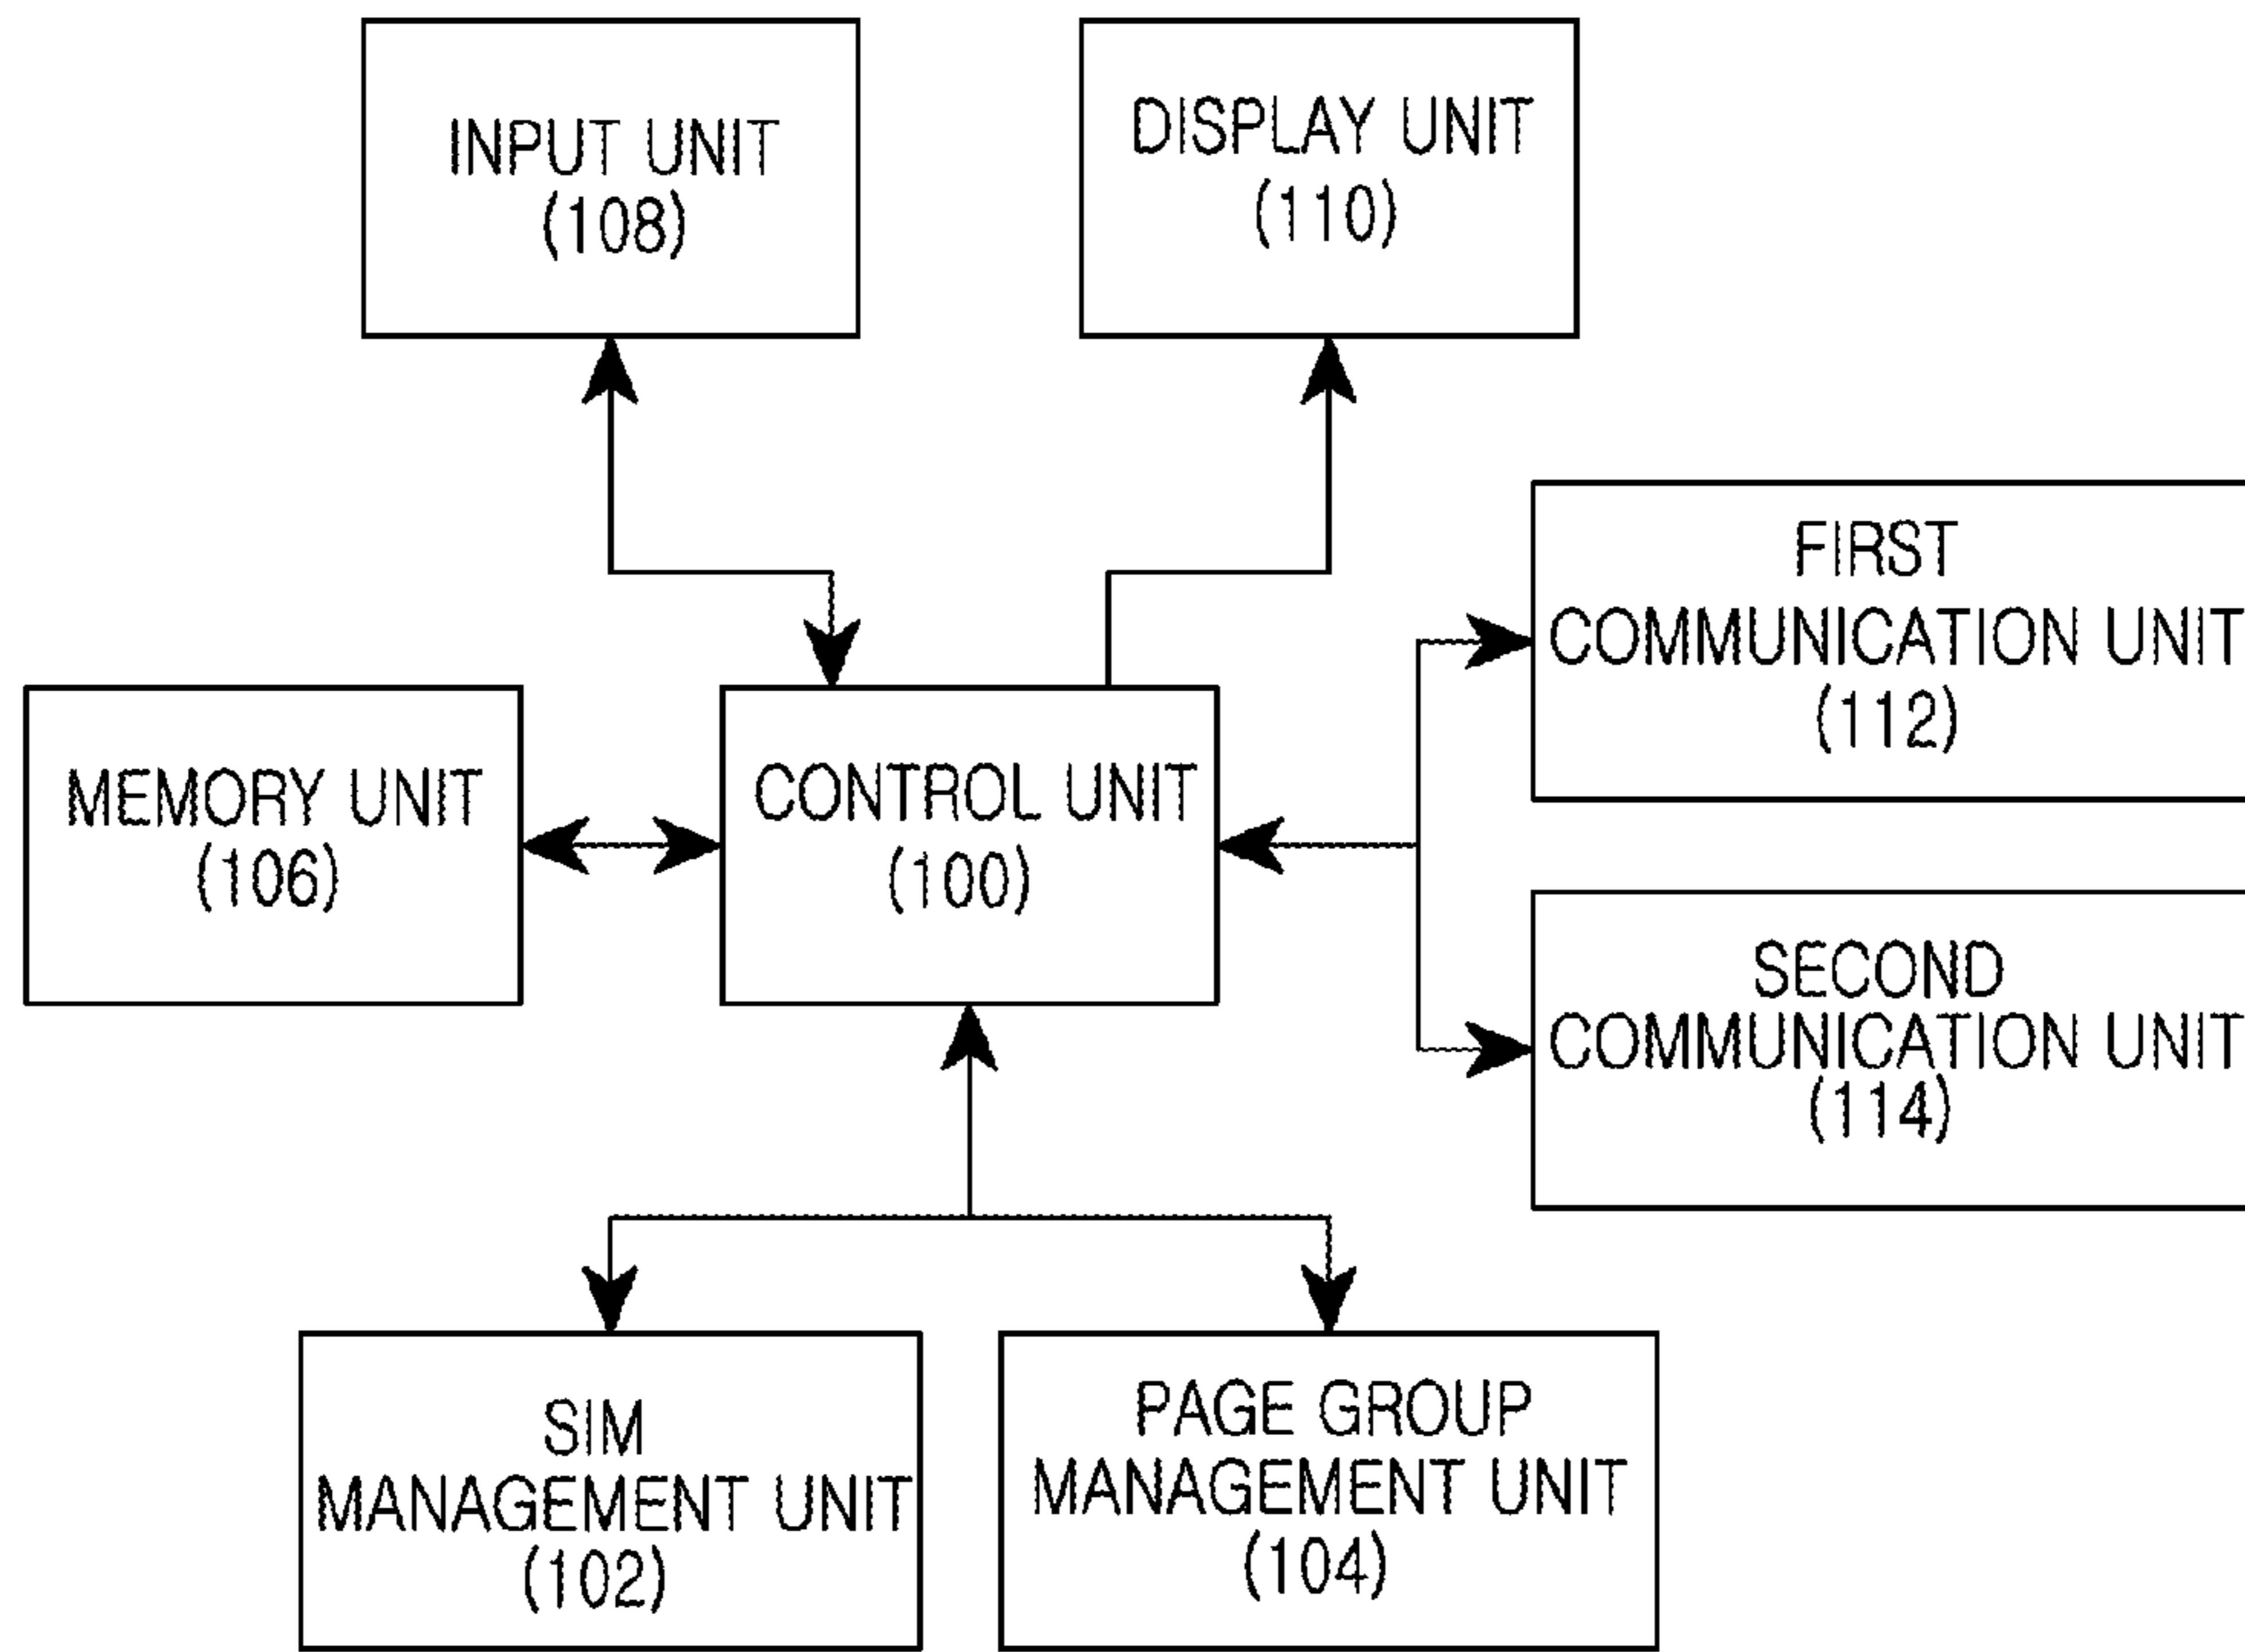 INPUT UNIT
(108)
DISPLAY UNIT
(110)
FIRST
COMMUNICATION UNIT
(112)
MEMORY UNIT
(106)
CONTROL UNIT
(100)
SECOND
COMMUNICATION UNIT
(114)
SIM
MANAGEMENT UNIT
(102)
PAGE GROUP
MANAGEMENT UNIT
(104)